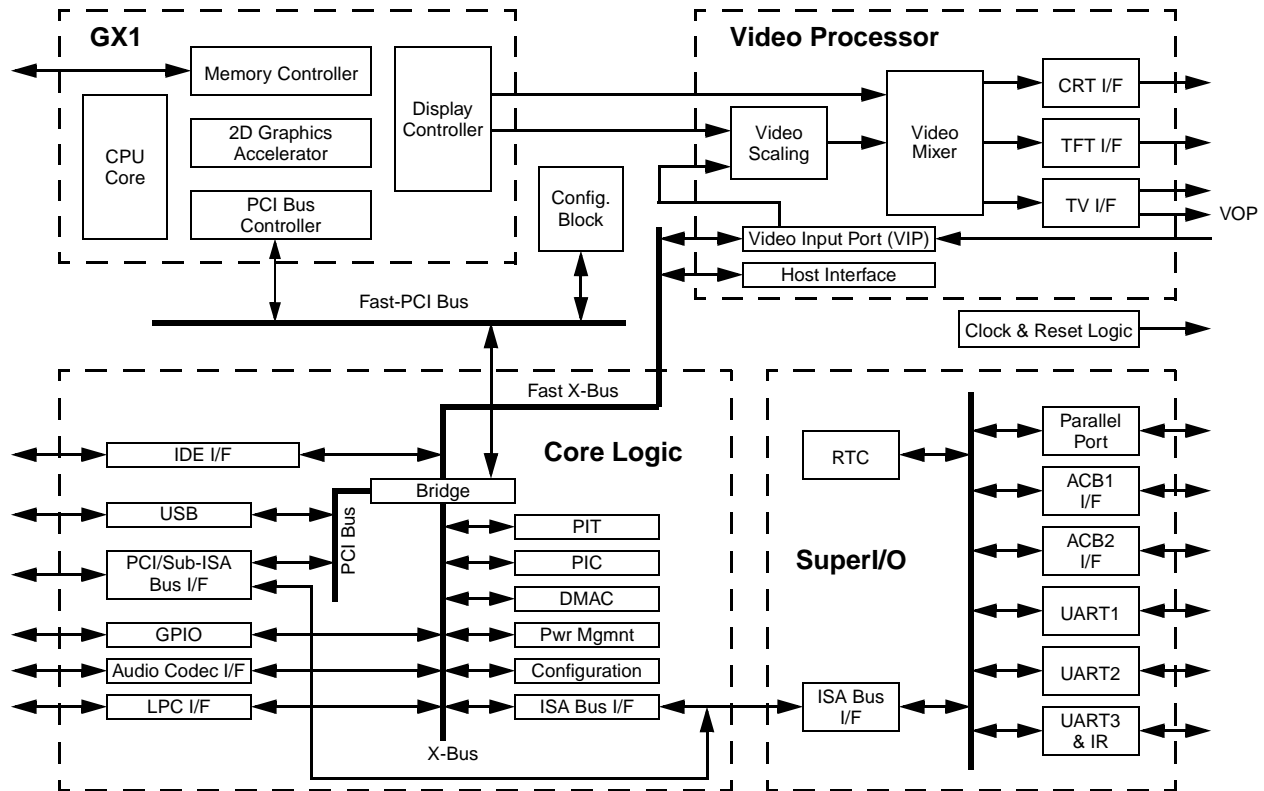 GX1
Memory Controller
Display
Controller
2D Graphics
Accelerator
CPU
Core
PCI Bus
Controller
Config.
Block
Video Processor
Video
Scaling
Video
Mixer
CRT I/F
TFT I/F
TV I/F
VOP
Video Input Port (VIP)
Host Interface
Fast-PCI Bus
Clock & Reset Logic
Fast X-Bus
Core Logic
IDE I/F
Bridge
USB
PCI Bus
PCI/Sub-ISA
Bus I/F
GPIO
Audio Codec I/F
LPC I/F
PIT
PIC
DMAC
Pwr Mgmnt
Configuration
ISA Bus I/F
X-Bus
SuperI/O
RTC
ISA Bus
I/F
Parallel
Port
ACB1
I/F
ACB2
I/F
UART1
UART2
UART3
& IR